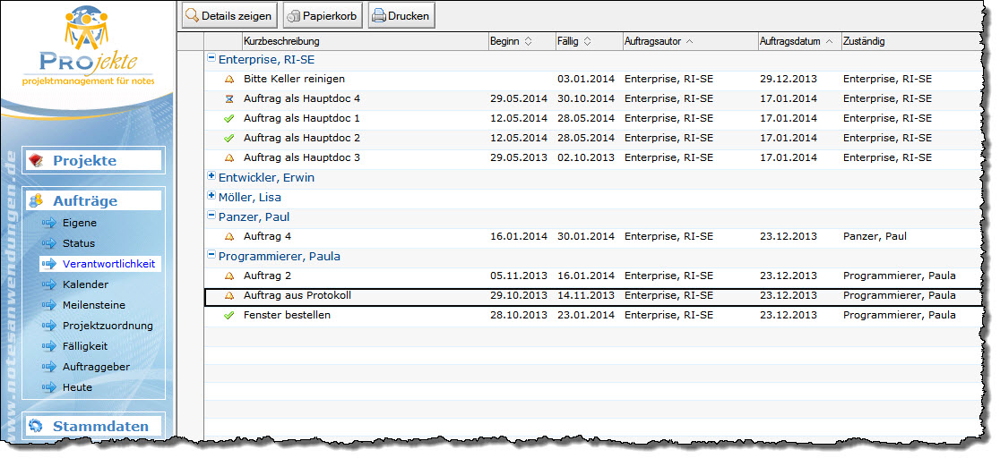 PROjekte
projektmanagement für notes
www.notesanwendungen.de
Projekte
Aufträge
Eigene
Status
Verantwortlichkeit
Kalender
Meilensteine
Projektzuordnung
Fälligkeit
Auftraggeber
Heute
Stammdaten
Details zeigen Papierkorb Drucken
Kurzbeschreibung Beginn Fällig Auftragsautor Auftragsdatum Zuständig
Enterprise, RI-SE
Bitte Keller reinigen 03.01.2014 Enterprise, RI-SE 29.12.2013 Enterprise, RI-SE
Auftrag als Hauptdoc 4 29.05.2014 30.10.2014 Enterprise, RI-SE 17.01.2014 Enterprise, RI-SE
Auftrag als Hauptdoc 1 12.05.2014 28.05.2014 Enterprise, RI-SE 17.01.2014 Enterprise, RI-SE
Auftrag als Hauptdoc 2 12.05.2014 28.05.2014 Enterprise, RI-SE 17.01.2014 Enterprise, RI-SE
Auftrag als Hauptdoc 3 29.05.2013 02.10.2013 Enterprise, RI-SE 17.01.2014 Enterprise, RI-SE
Entwickler, Erwin
Möller, Lisa
Panzer, Paul
Auftrag 4 16.01.2014 30.01.2014 Enterprise, RI-SE 23.12.2013 Panzer, Paul
Programmierer, Paula
Auftrag 2 05.11.2013 16.01.2014 Enterprise, RI-SE 23.12.2013 Programmierer, Paula
Auftrag aus Protokoll 29.10.2013 14.11.2013 Enterprise, RI-SE 23.12.2013 Programmierer, Paula
Fenster bestellen 28.10.2013 23.01.2014 Enterprise, RI-SE 23.12.2013 Programmierer, Paula